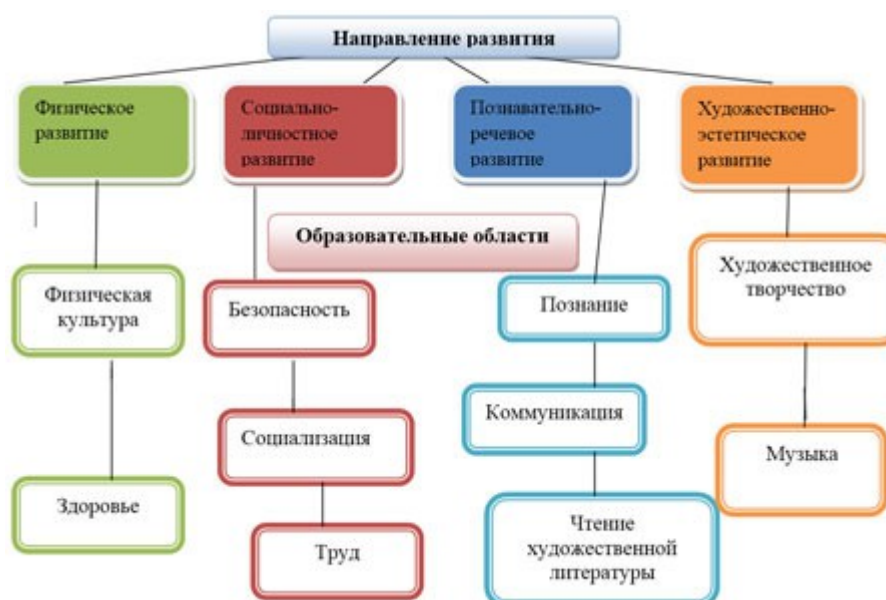 Направление развития
Физическое
развитие
Социально-
личностное
развитие
Познавательно-
речевое
развитие
Художественно-
эстетическое
развитие
Образовательные области
Физическая
культура
Безопасность
Познание
Художественное
творчество
Социализация
Коммуникация
Музыка
Здоровье
Труд
Чтение
художественной
литературы